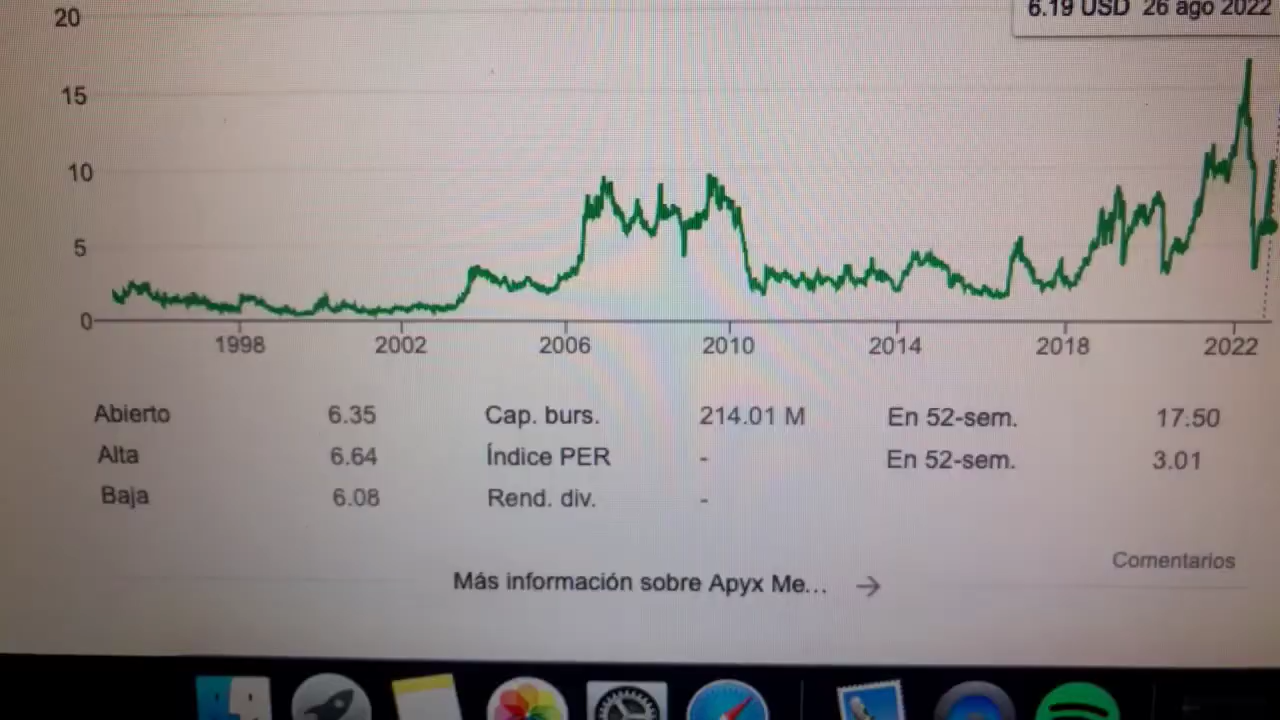 6.19 USD 26 ago 2022
20
15
10
5
0
1998 2002 2006 2010 2014 2018 2022
Abierto 6.35 Cap. burs. 214.01 M En 52-sem. 17.50
Alta 6.64 Índice PER - En 52-sem. 3.01
Baja 6.08 Rend. div. -
Comentarios
Más información sobre Apyx Me... →